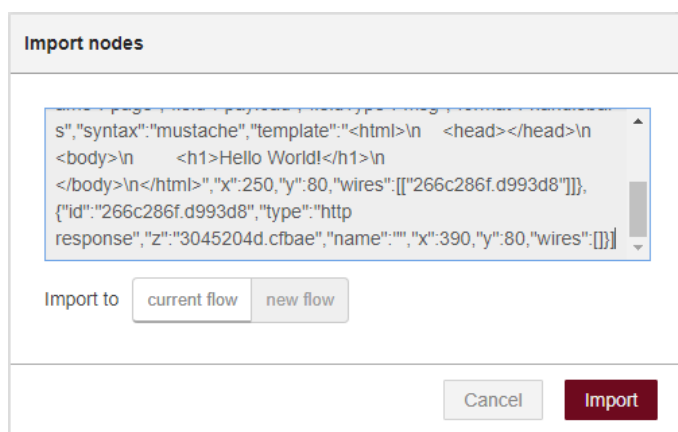 Import nodes
s","syntax":"mustache","template":"<html>\n    <head></head>\n
<body>\n        <h1>Hello World!</h1>\n
</body>\n</html>","x":250,"y":80,"wires":[["266c286f.d993d8"]]},
{"id":"266c286f.d993d8","type":"http
response","z":"3045204d.cfbae","name":"","x":390,"y":80,"wires":[]}]
Import to current flow new flow
Cancel Import